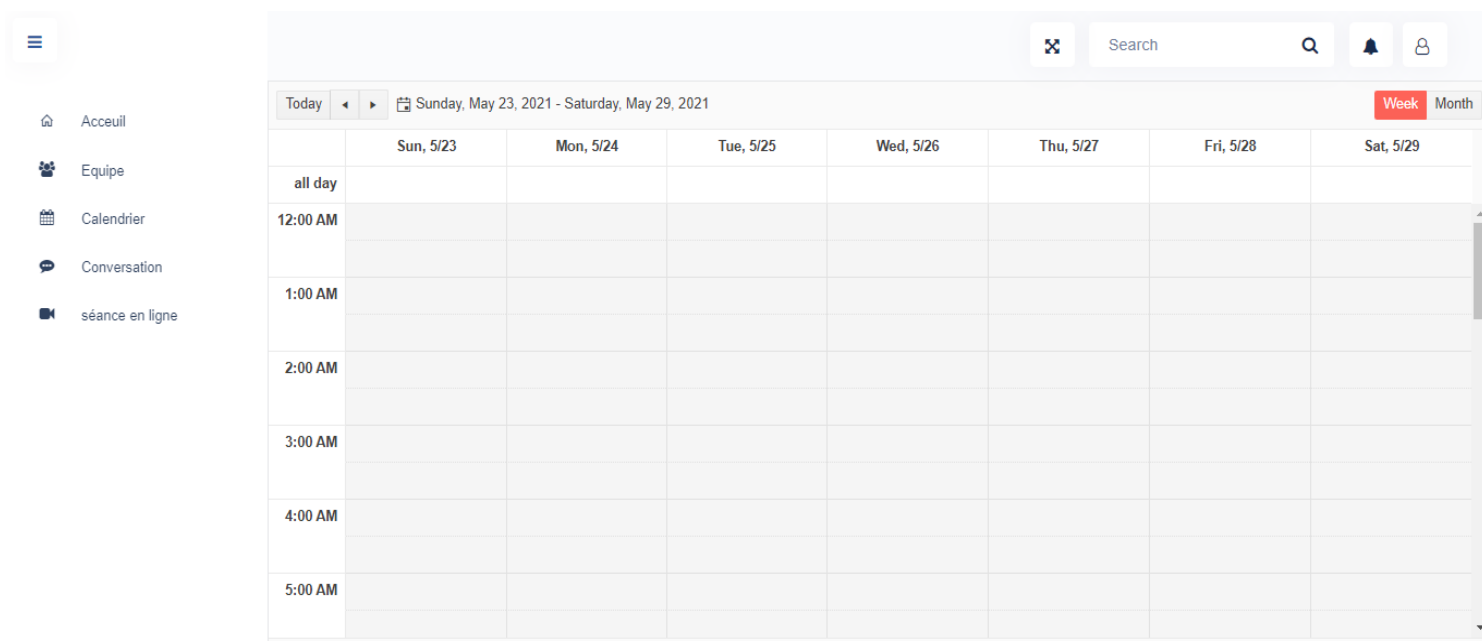 Search
Acceuil
Equipe
Calendrier
Conversation
séance en ligne
Today Sunday, May 23, 2021 - Saturday, May 29, 2021 Week Month
Sun, 5/23 Mon, 5/24 Tue, 5/25 Wed, 5/26 Thu, 5/27 Fri, 5/28 Sat, 5/29
all day
12:00 AM
1:00 AM
2:00 AM
3:00 AM
4:00 AM
5:00 AM